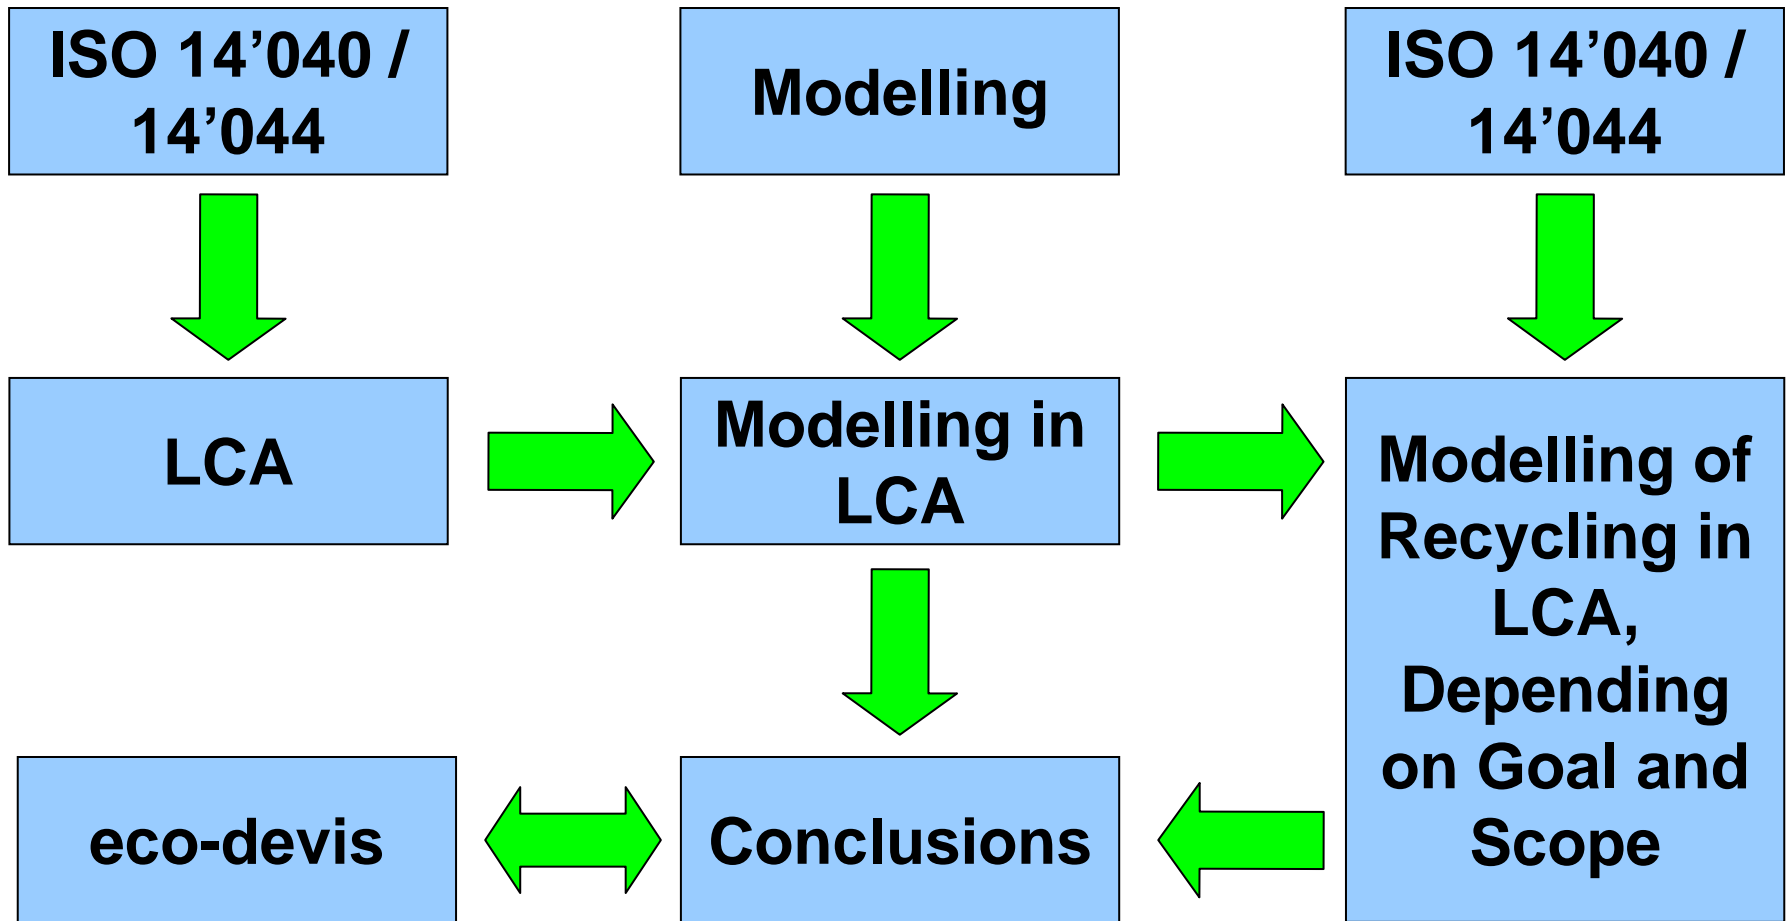 ISO 14’040 /
14’044
Modelling
ISO 14’040 /
14’044
LCA
Modelling in
LCA
Modelling of
Recycling in
LCA,
Depending
on Goal and
Scope
eco-devis
Conclusions